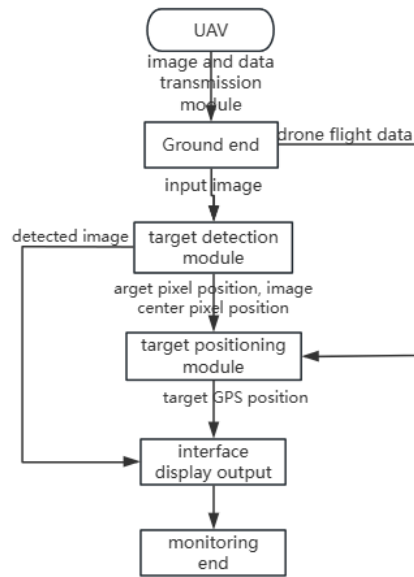 UAV
image and data
transmission
module
Ground end
drone flight data
input image
detected image
target detection
module
arget pixel position, image
center pixel position
target positioning
module
target GPS position
interface
display output
monitoring
end